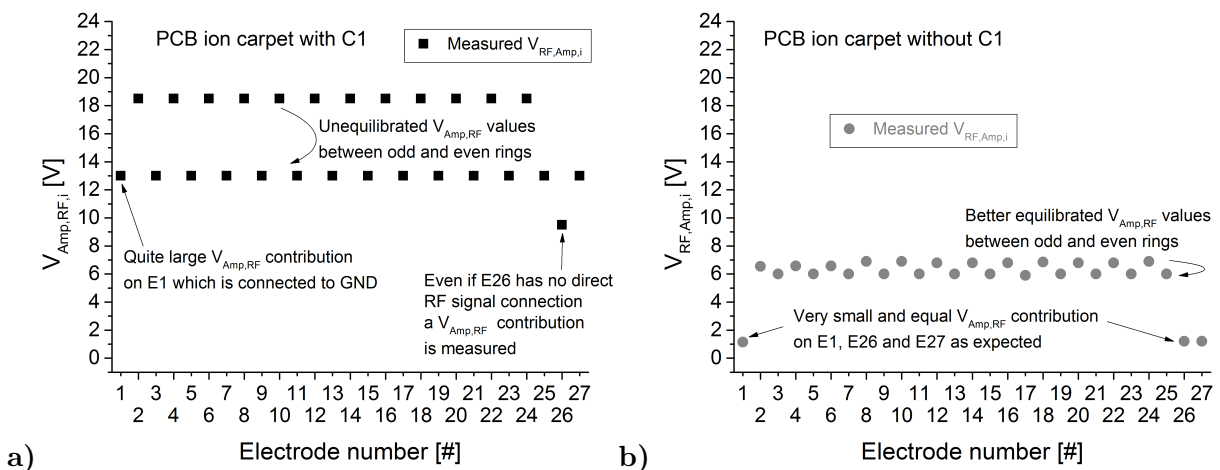 24
22
20
18
16
14
12
10
8
6
4
2
0
V_Amp,RF,i [V]
PCB ion carpet with C1
Measured V_RF,Amp,i
Unequilibrated V_Amp,RF values
between odd and even rings
Quite large V_Amp,RF contribution
on E1 which is connected to GND
Even if E26 has no direct
RF signal connection
a V_Amp,RF contribution
is measured
1 3 5 7 9 11 13 15 17 19 21 23 25 27
2 4 6 8 10 12 14 16 18 20 22 24 26
Electrode number [#]
a)
24
22
20
18
16
14
12
10
8
6
4
2
0
V_RF,Amp,i [V]
PCB ion carpet without C1
Measured V_RF,Amp,i
Better equilibrated V_Amp,RF values
between odd and even rings
Very small and equal V_Amp,RF contribution
on E1, E26 and E27 as expected
1 3 5 7 9 11 13 15 17 19 21 23 25 27
2 4 6 8 10 12 14 16 18 20 22 24 26
Electrode number [#]
b)